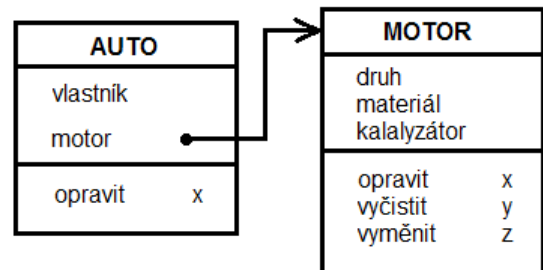 AUTO
vlastník
motor
opravit x
MOTOR
druh
materiál
kalalyzátor
opravit x
vyčistit y
vyměnit z